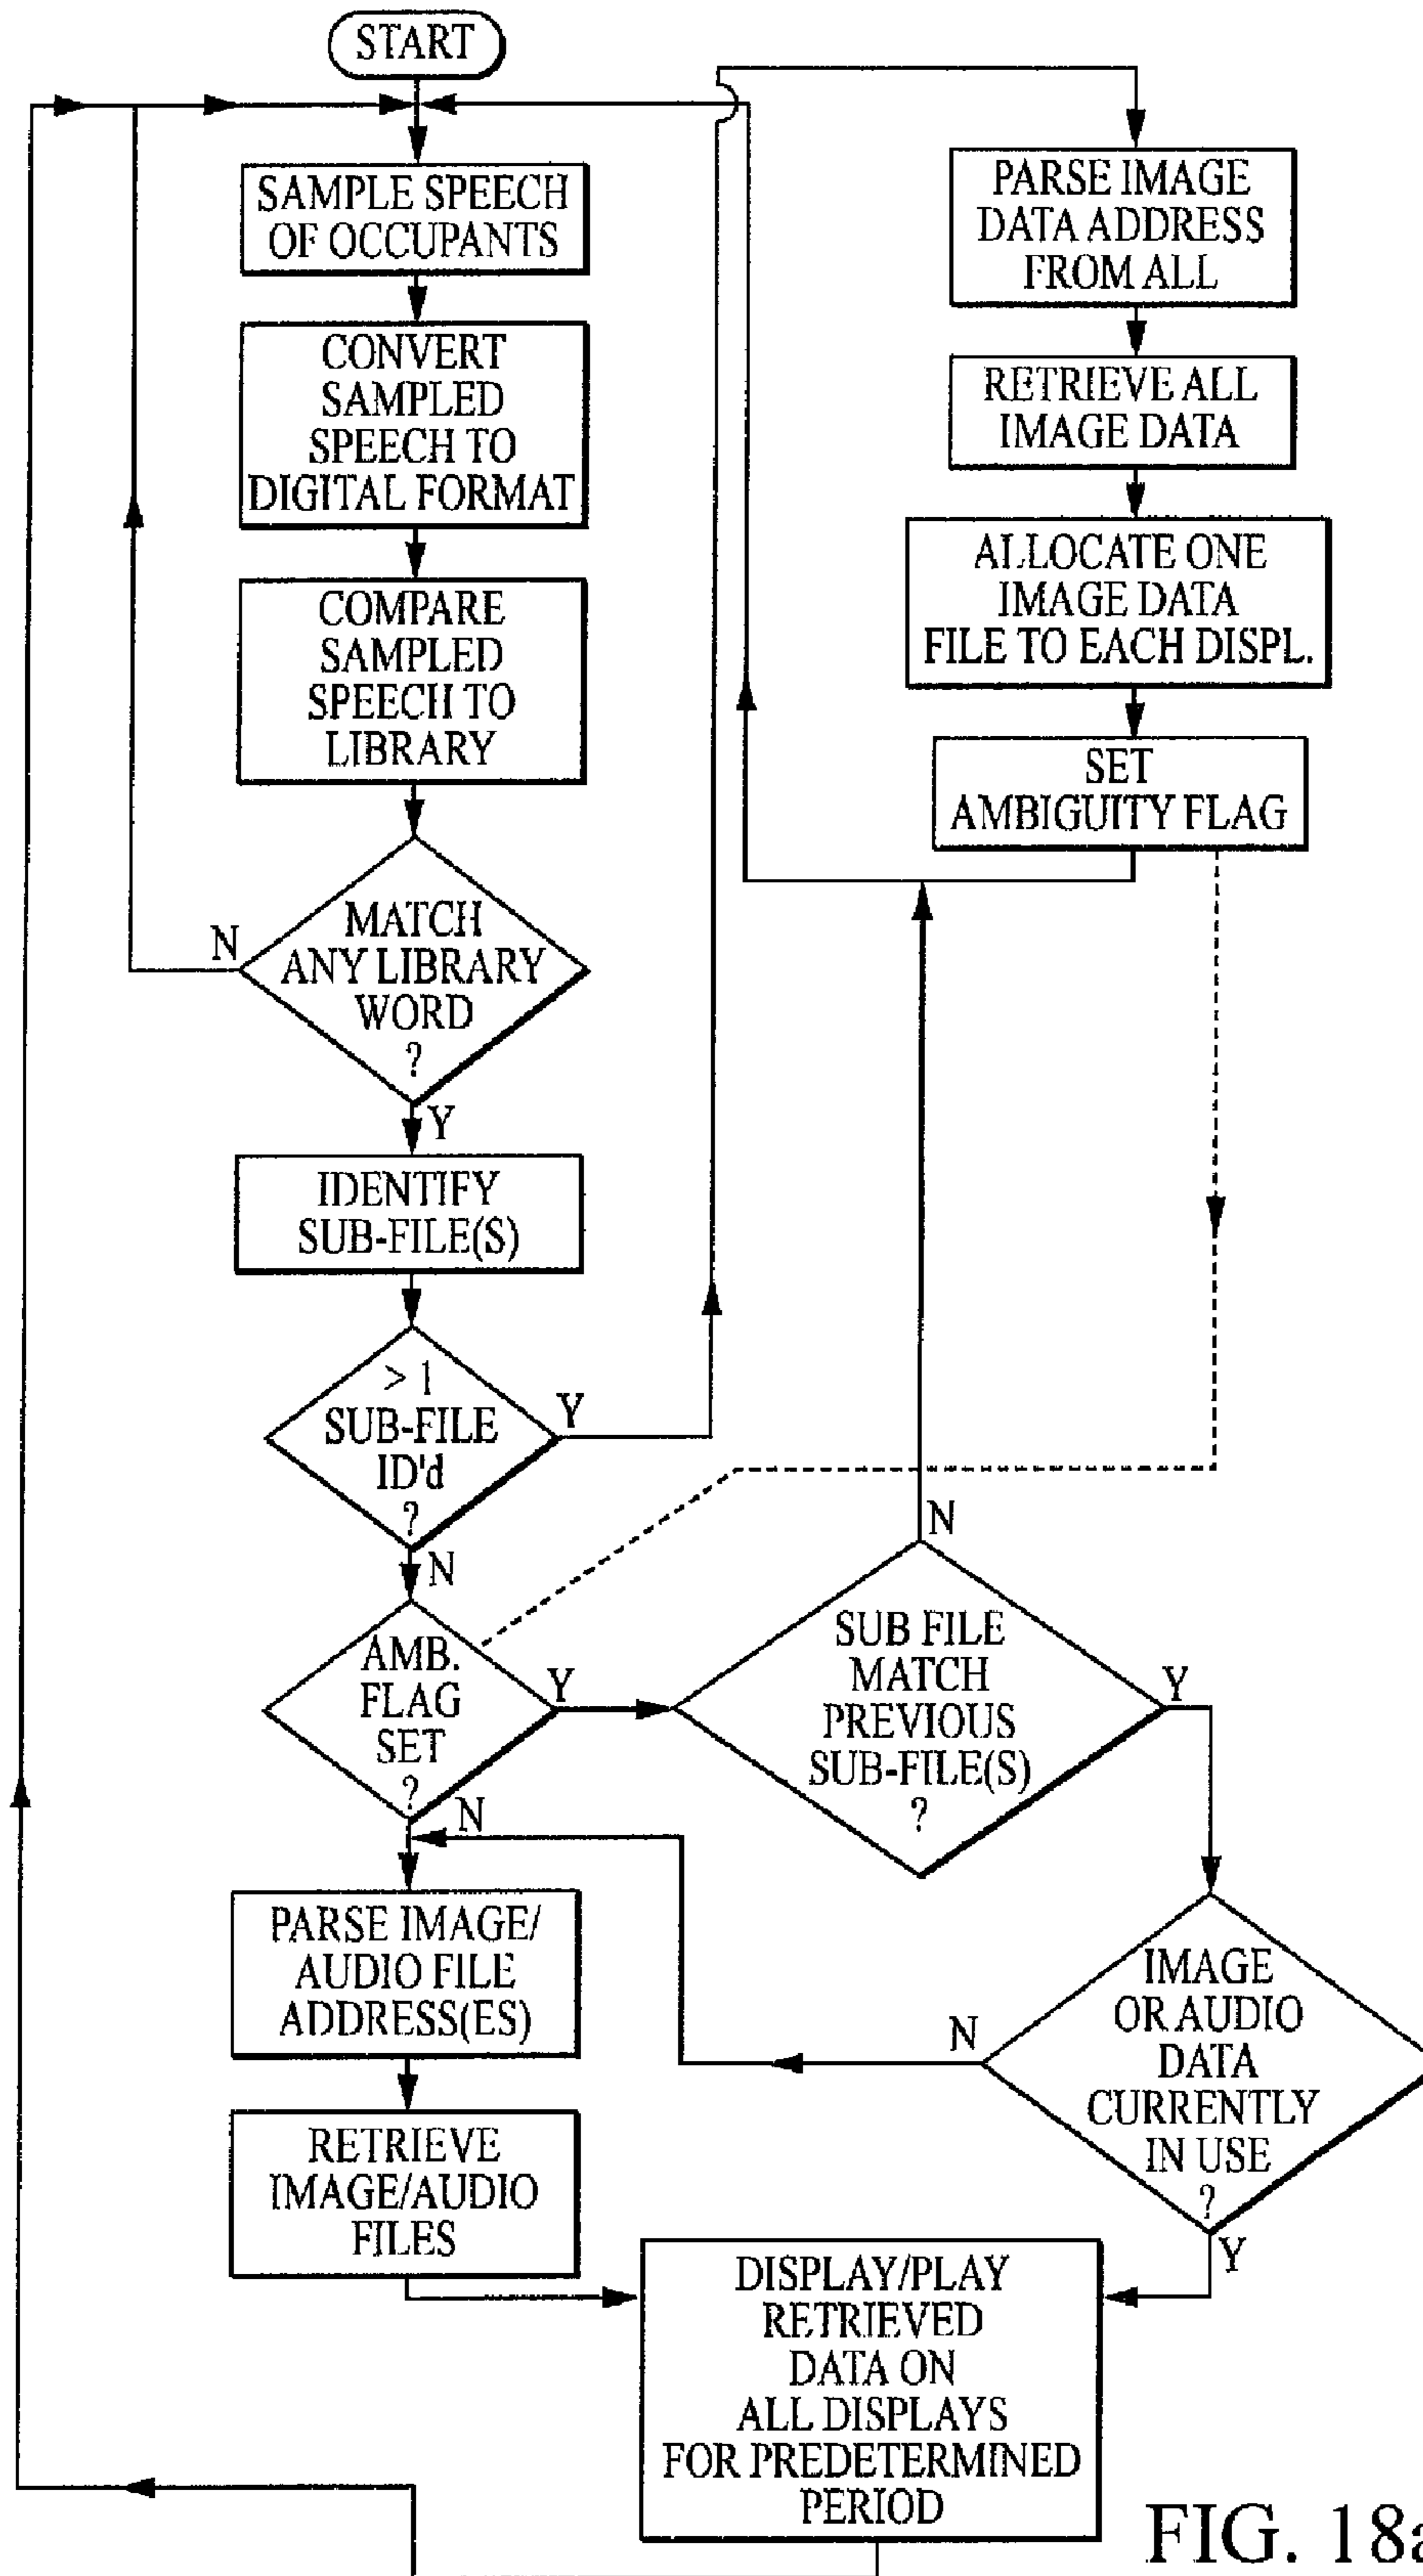 START
SAMPLE SPEECH
OF OCCUPANTS
CONVERT
SAMPLED
SPEECH TO
DIGITAL FORMAT
COMPARE
SAMPLED
SPEECH TO
LIBRARY
MATCH
ANY LIBRARY
WORD
?
N
Y
IDENTIFY
SUB-FILE(S)
> 1
SUB-FILE
ID'd
?
Y
N
AMB.
FLAG
SET
?
Y
N
PARSE IMAGE/
AUDIO FILE
ADDRESS(ES)
RETRIEVE
IMAGE/AUDIO
FILES
PARSE IMAGE
DATA ADDRESS
FROM ALL
RETRIEVE ALL
IMAGE DATA
ALLOCATE ONE
IMAGE DATA
FILE TO EACH DISPL.
SET
AMBIGUITY FLAG
N
SUB FILE
MATCH
PREVIOUS
SUB-FILE(S)
?
Y
IMAGE
OR AUDIO
DATA
CURRENTLY
IN USE
?
N
Y
DISPLAY/PLAY
RETRIEVED
DATA ON
ALL DISPLAYS
FOR PREDETERMINED
PERIOD
FIG. 18a